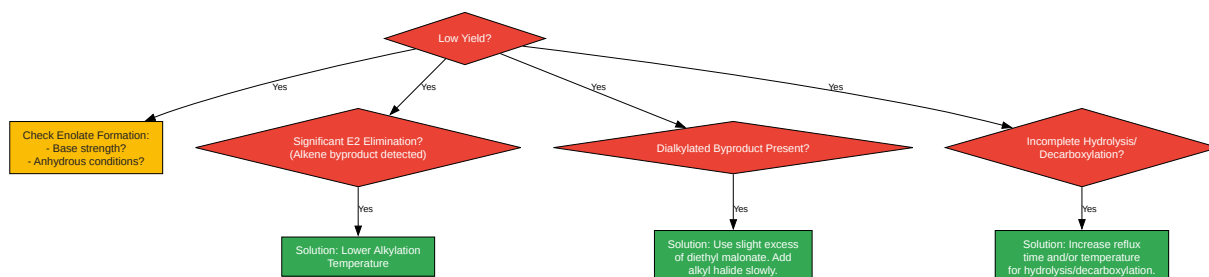 Low Yield?
Yes
Yes
Yes
Yes
Check Enolate Formation:
- Base strength?
- Anhydrous conditions?
Significant E2 Elimination?
(Alkene byproduct detected)
Dialkylated Byproduct Present?
Incomplete Hydrolysis/
Decarboxylation?
Yes
Yes
Yes
Solution: Lower Alkylation
Temperature
Solution: Use slight excess
of diethyl malonate. Add
alkyl halide slowly.
Solution: Increase reflux
time and/or temperature
for hydrolysis/decarboxylation.